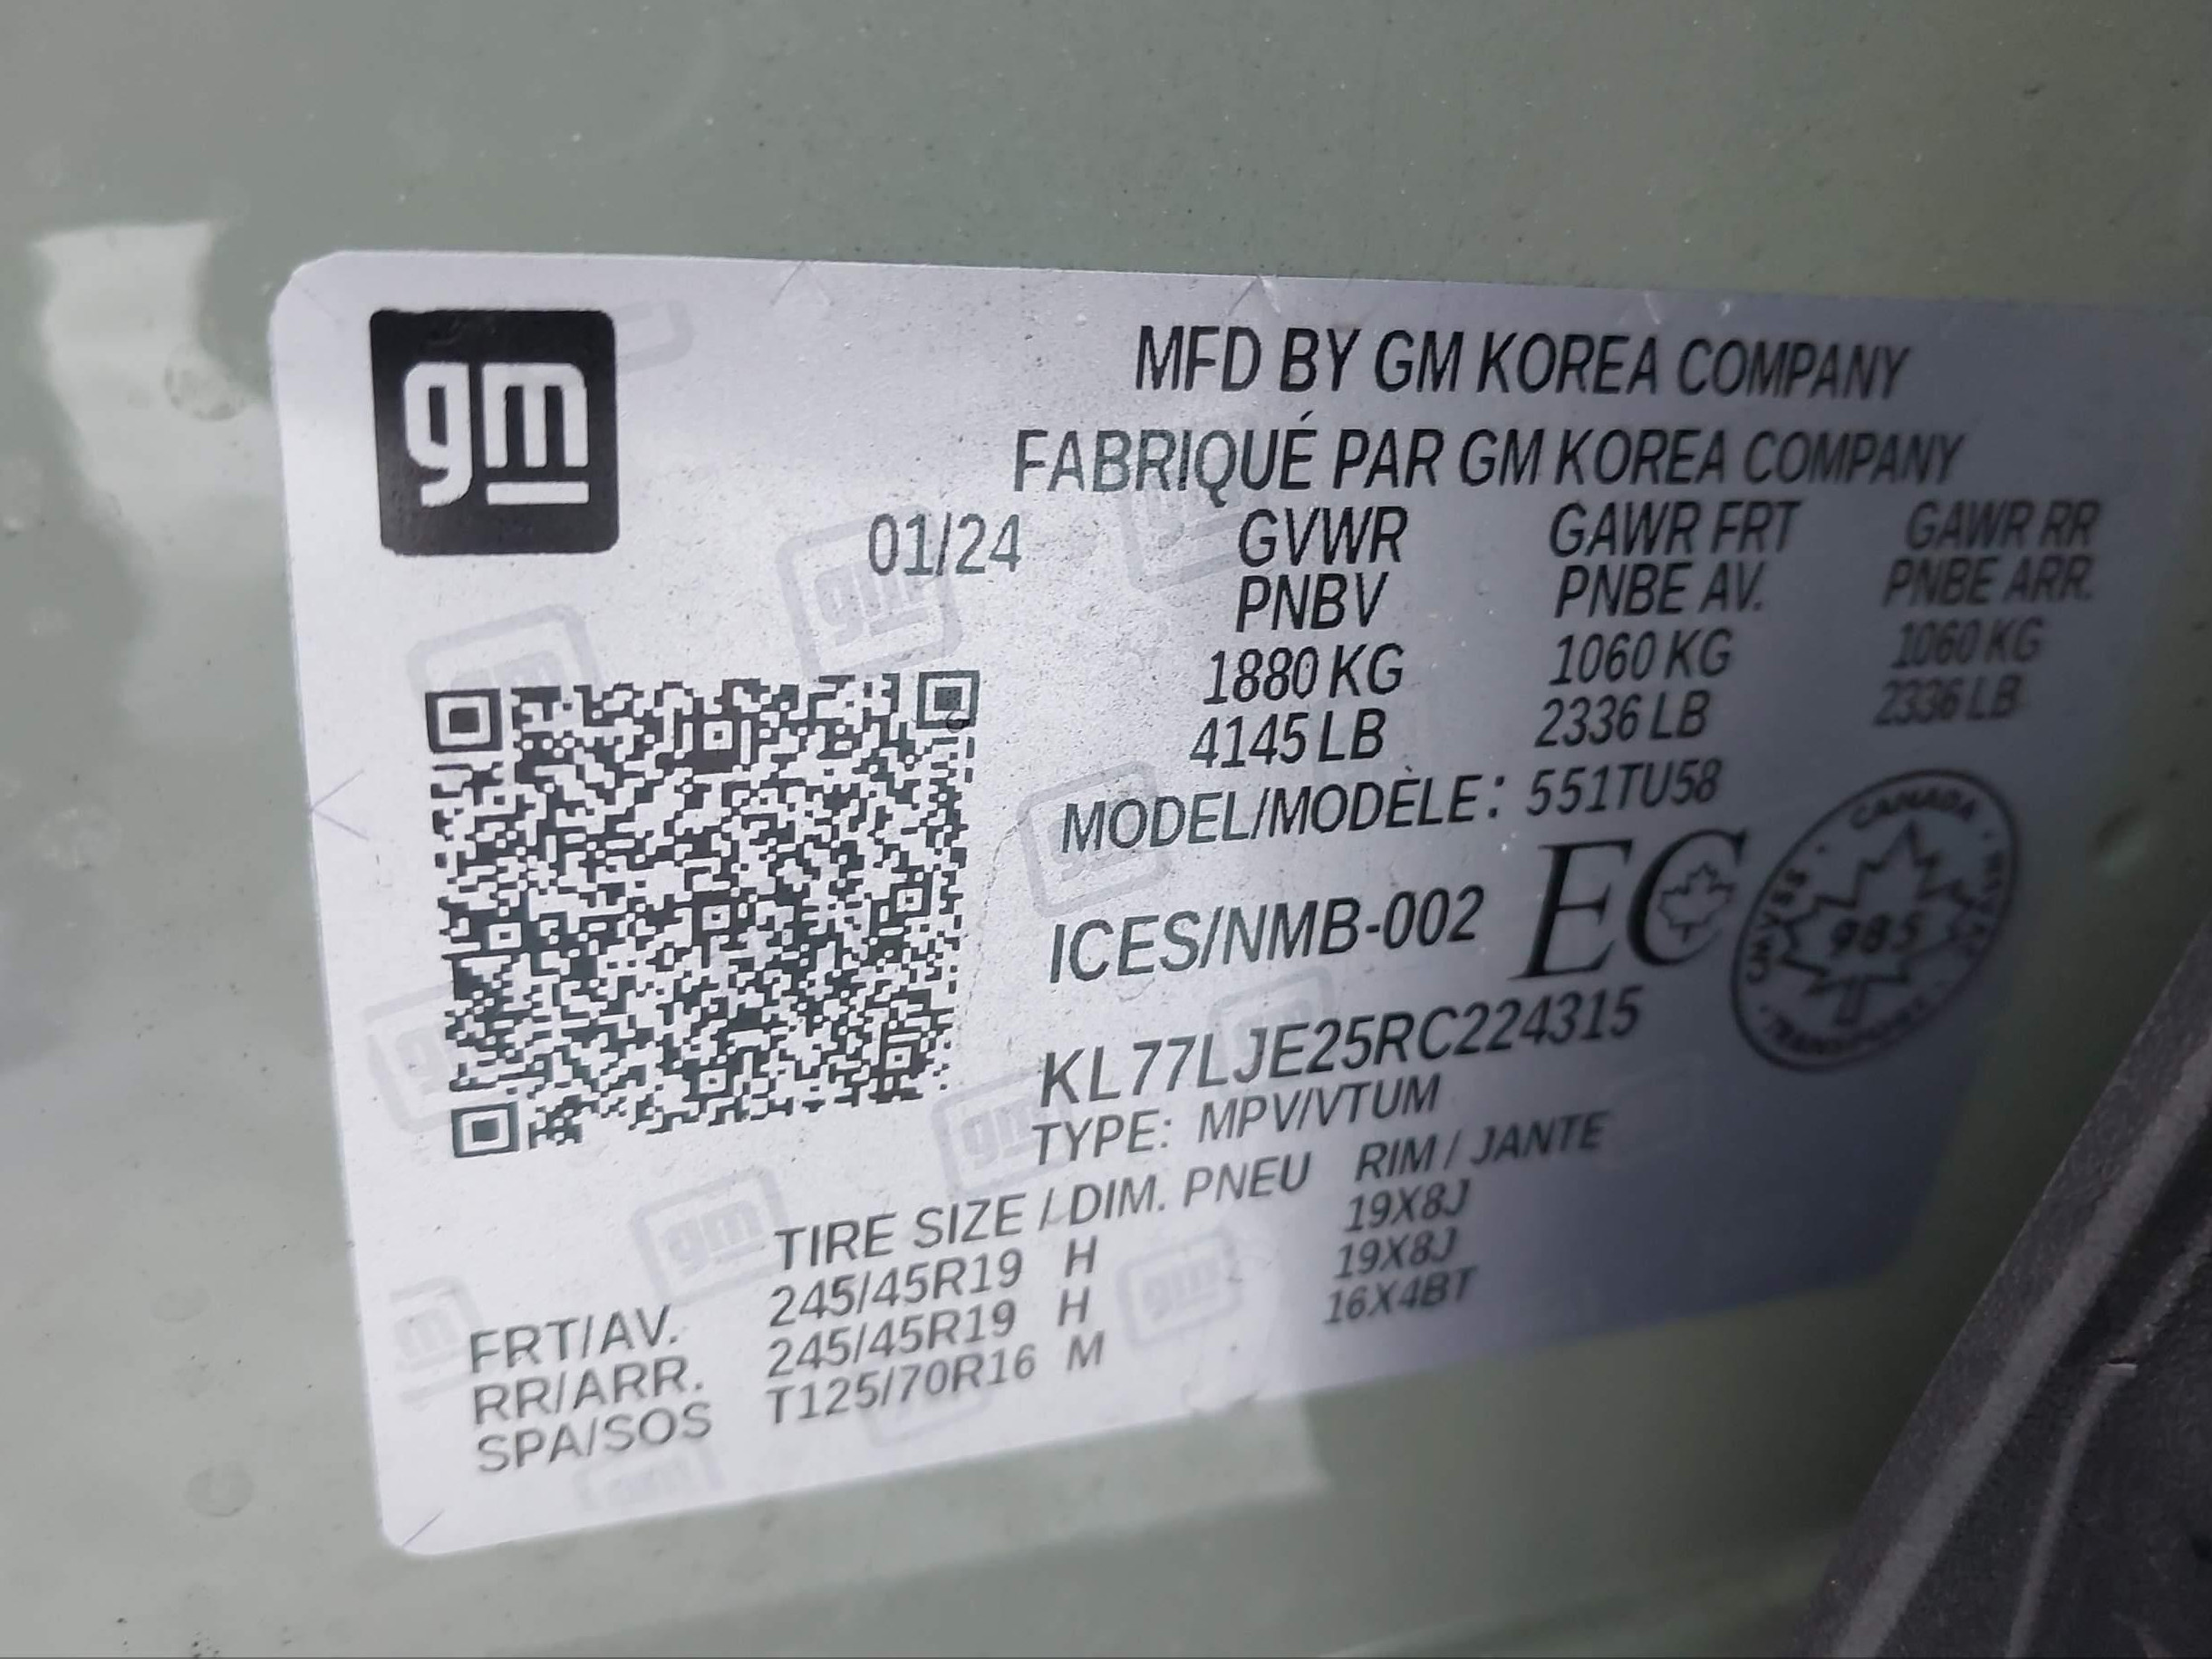 gm
MFD BY GM KOREA COMPANY
FABRIQUÉ PAR GM KOREA COMPANY
01/24 GVWR GAWR FRT GAWR RR
PNBV PNBE AV. PNBE ARR.
1880 KG 1060 KG 1060 KG
4145 LB 2336 LB 2336 LB
MODEL/MODÈLE: 551TU58
ICES/NMB-002 EC
CANADA
CMVSS
985
NSVAC
TRANSPORT
KL77LJE25RC224315
TYPE: MPV/VTUM
TIRE SIZE / DIM. PNEU RIM / JANTE
FRT/AV. 245/45R19 H 19X8J
RR/ARR. 245/45R19 H 19X8J
SPA/SOS T125/70R16 M 16X4BT